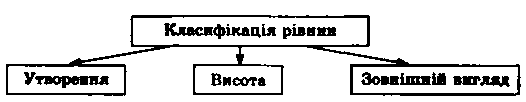 Класифікація рівнин
Утворення
Висота
Зовнішній вигляд